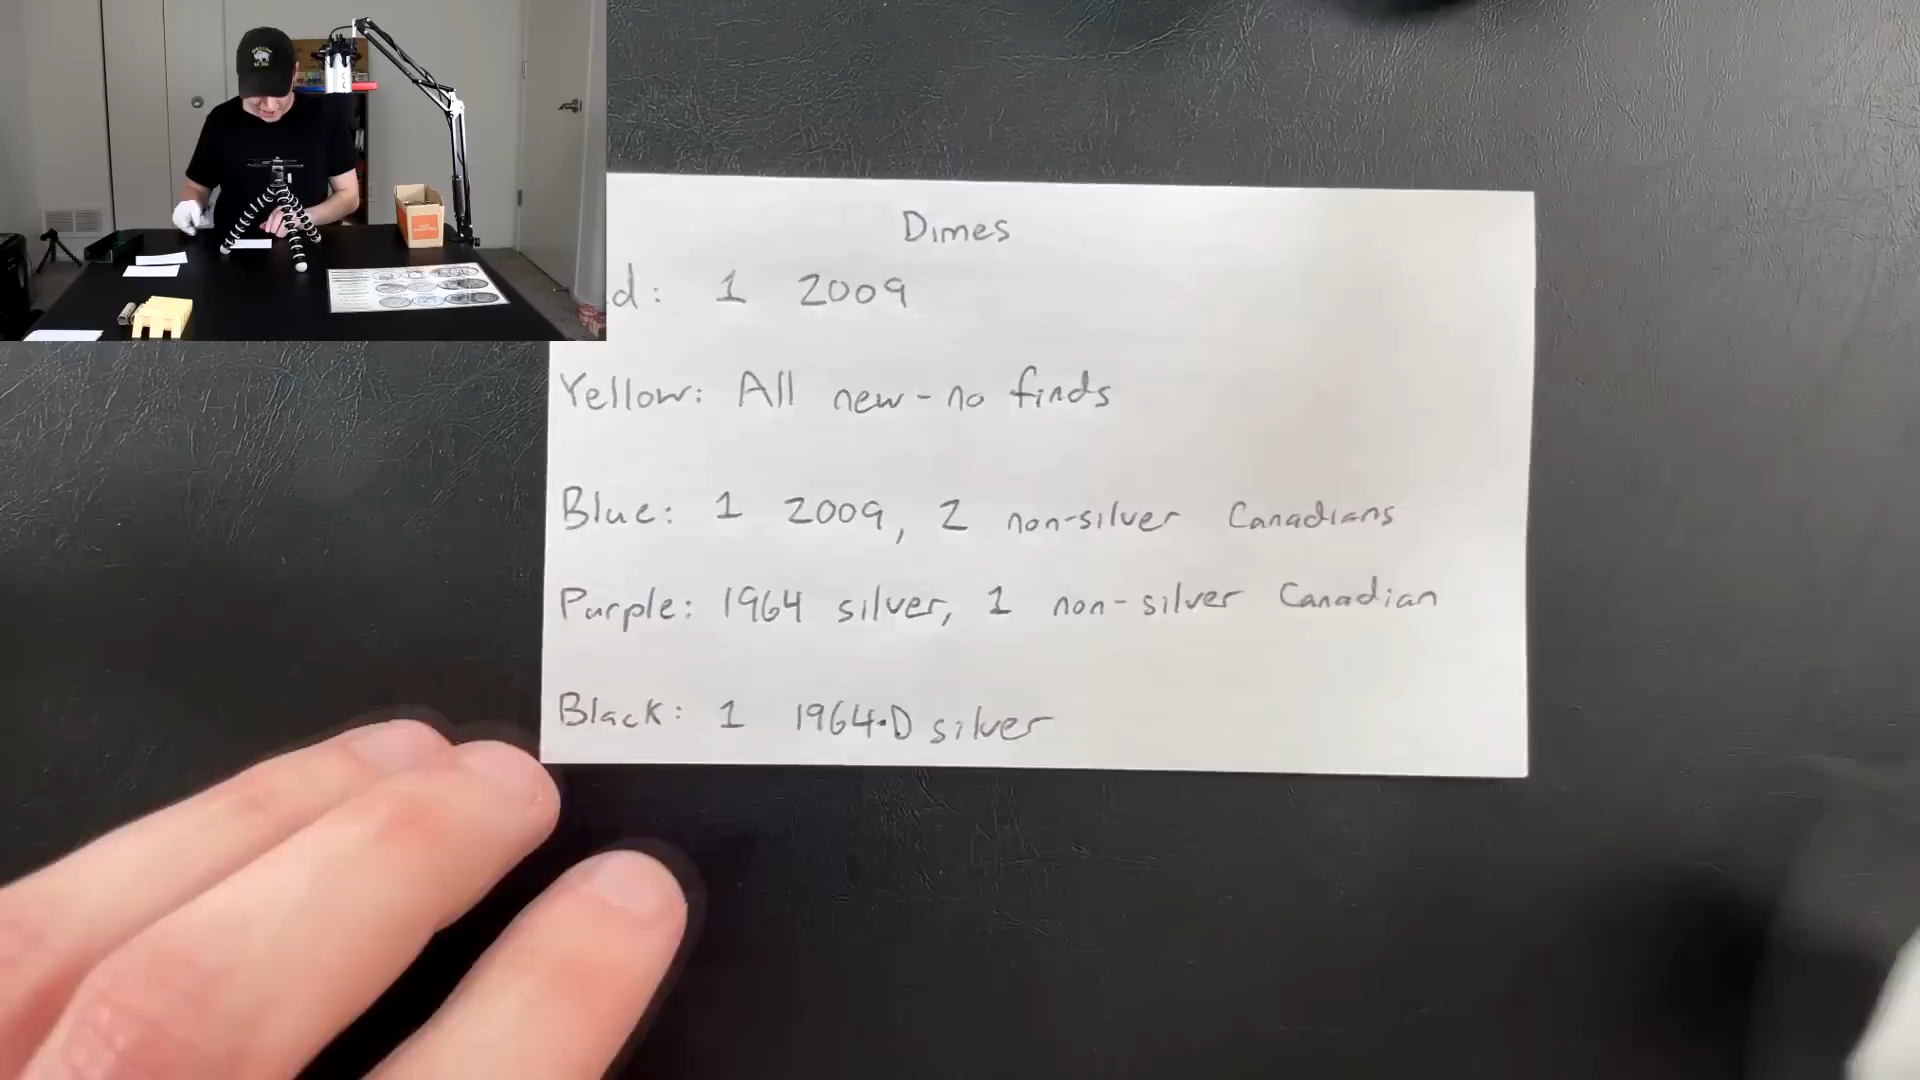 Dimes
d: 1 2009
Yellow: All new - no finds
Blue: 1 2009, 2 non-silver Canadians
Purple: 1964 silver, 1 non-silver Canadian
Black: 1 1964-D silver